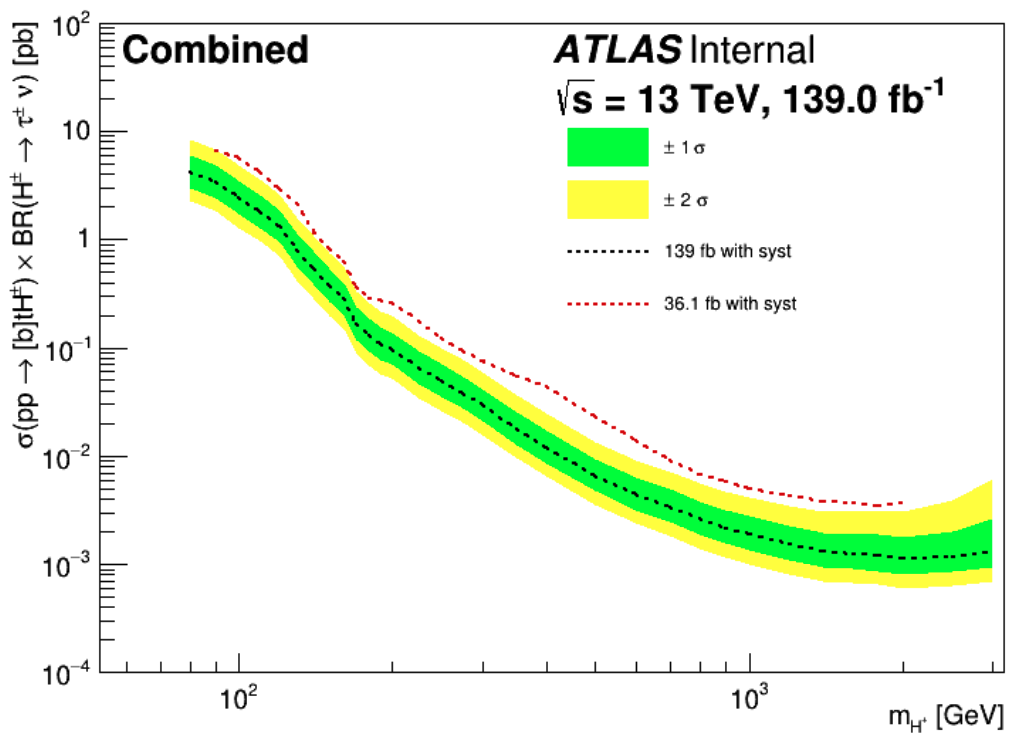 Combined
ATLAS Internal
√s = 13 TeV, 139.0 fb⁻¹
± 1 σ
± 2 σ
139 fb with syst
36.1 fb with syst
σ(pp → [b]tH±) × BR(H± → τ± ν) [pb]
10²
10
1
10⁻¹
10⁻²
10⁻³
10⁻⁴
10² 10³
m_H⁺ [GeV]